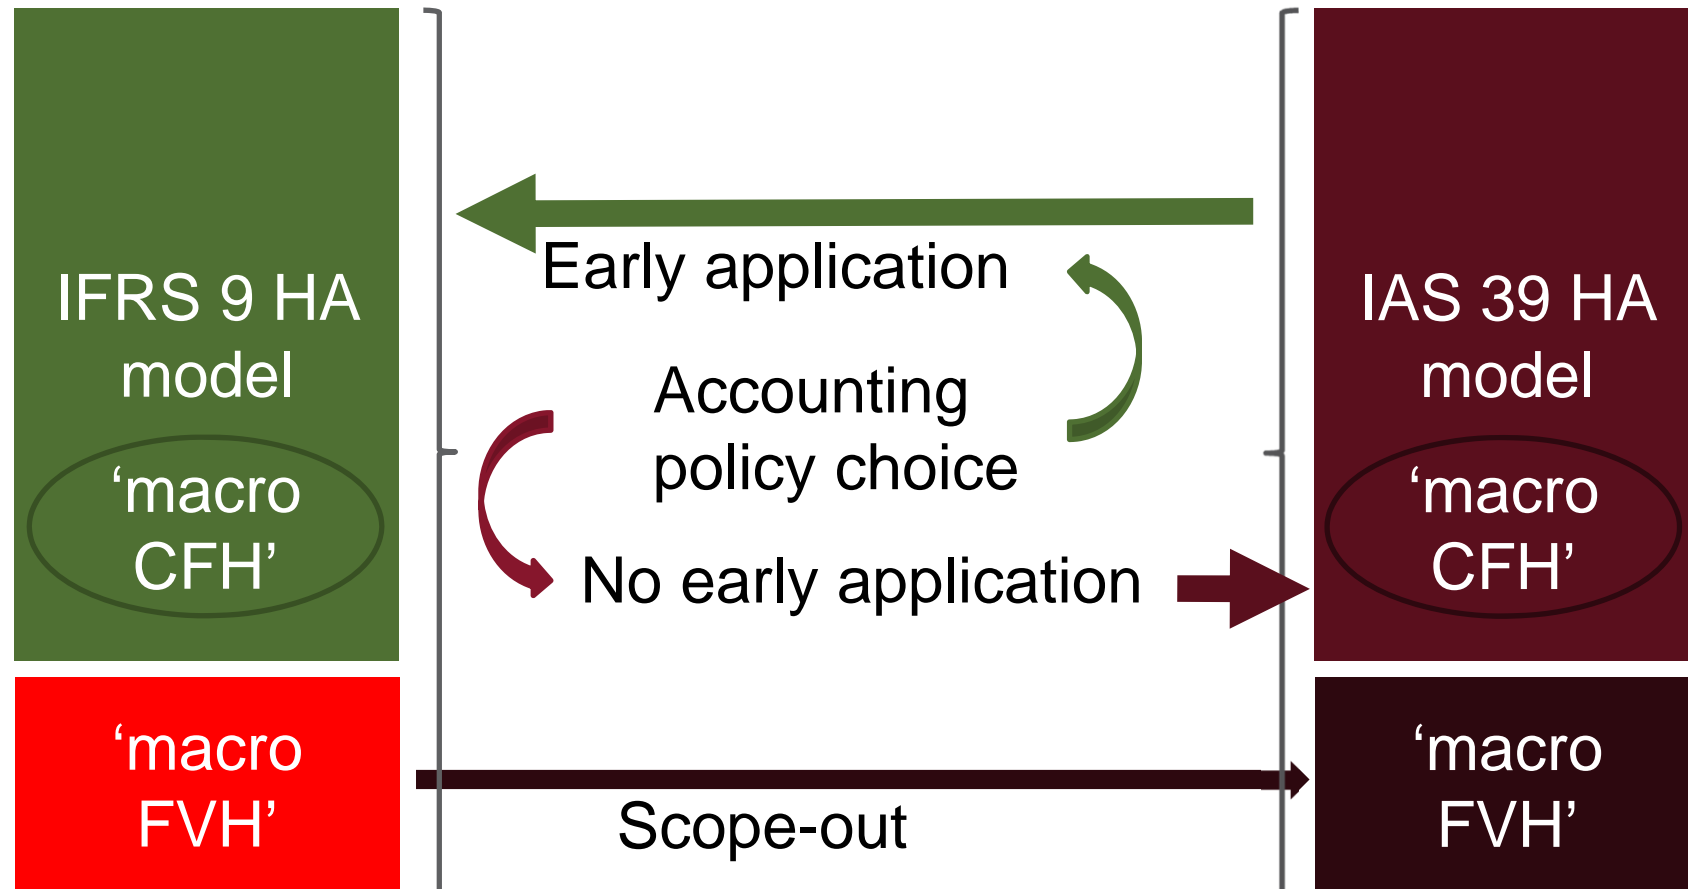 IFRS 9 HA
model
‘macro
CFH’
‘macro
FVH’
Early application
Accounting
policy choice
No early application
Scope-out
IAS 39 HA
model
‘macro
CFH’
‘macro
FVH’